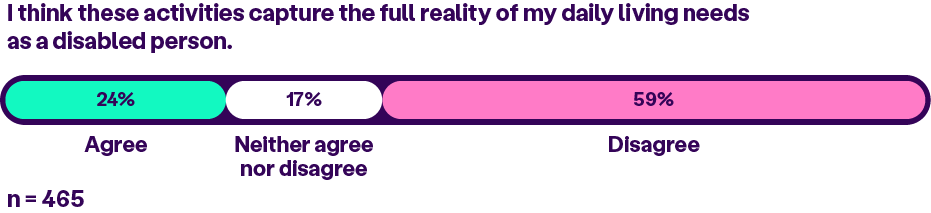 I think these activities capture the full reality of my daily living needs
as a disabled person.
24%
17%
59%
Agree
Neither agree
nor disagree
Disagree
n = 465